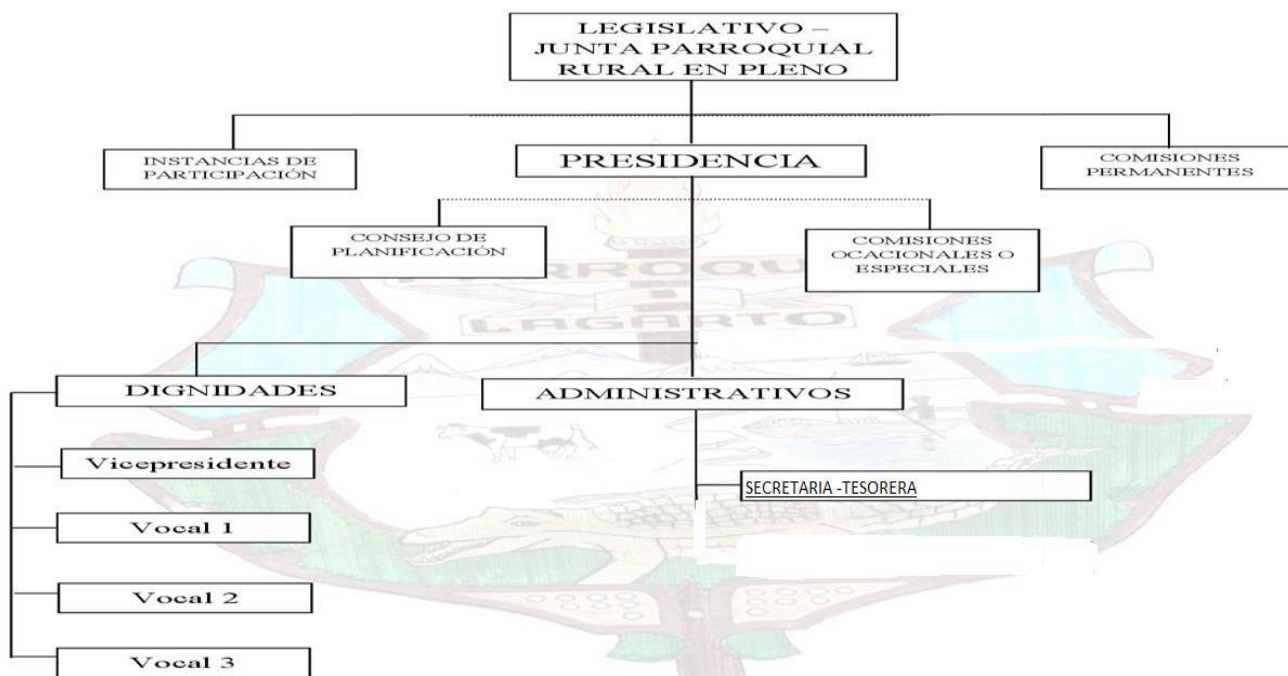 LEGISLATIVO –
JUNTA PARROQUIAL
RURAL EN PLENO
INSTANCIAS DE
PARTICIPACIÓN
PRESIDENCIA
COMISIONES
PERMANENTES
CONSEJO DE
PLANIFICACIÓN
COMISIONES
OCACIONALES O
ESPECIALES
LAGARTO
DIGNIDADES
ADMINISTRATIVOS
Vicepresidente
SECRETARIA -TESORERA
Vocal 1
Vocal 2
Vocal 3